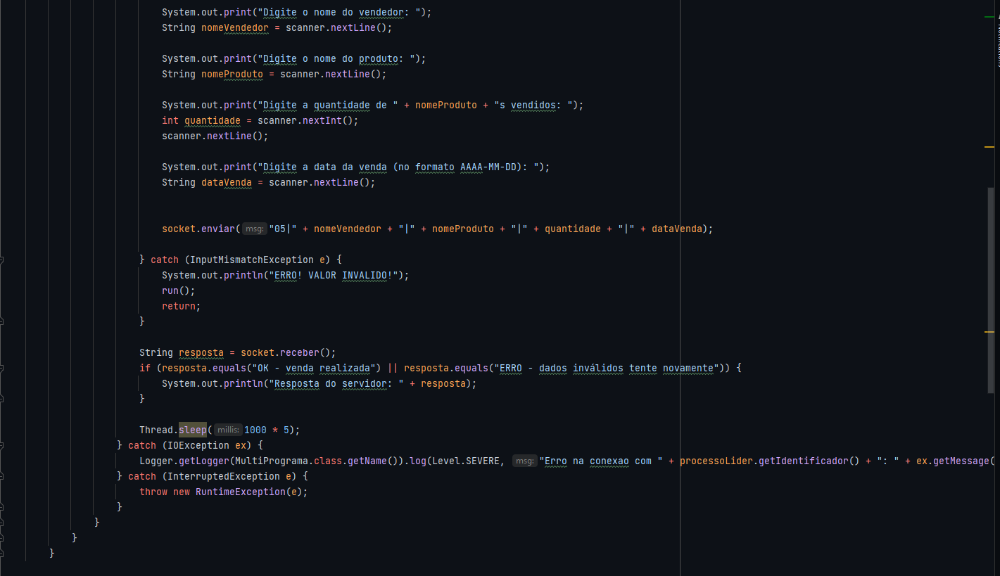 System.out.print("Digite o nome do vendedor: ");
String nomeVendedor = scanner.nextLine();
System.out.print("Digite o nome do produto: ");
String nomeProduto = scanner.nextLine();
System.out.print("Digite a quantidade de " + nomeProduto + "s vendidos: ");
int quantidade = scanner.nextInt();
scanner.nextLine();
System.out.print("Digite a data da venda (no formato AAAA-MM-DD): ");
String dataVenda = scanner.nextLine();
socket.enviar( msg: "05|" + nomeVendedor + "|" + nomeProduto + "|" + quantidade + "|" + dataVenda);
} catch (InputMismatchException e) {
System.out.println("ERRO! VALOR INVALIDO!");
run();
return;
}
String resposta = socket.receber();
if (resposta.equals("OK - venda realizada") || resposta.equals("ERRO - dados inválidos tente novamente")) {
System.out.println("Resposta do servidor: " + resposta);
}
Thread.sleep( millis: 1000 * 5);
} catch (IOException ex) {
Logger.getLogger(MultiPrograma.class.getName()).log(Level.SEVERE, msg: "Erro na conexao com " + processoLider.getIdentificador() + ": " + ex.getMessage(
} catch (InterruptedException e) {
throw new RuntimeException(e);
}
}
}
}